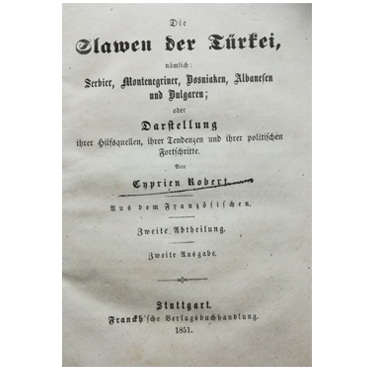 Die
Slawen der Türkei,
nämlich:
Serbier, Montenegriner, Bosniaken, Albanesen
und Bulgaren;
oder
Darstellung
ihrer Hilfsquellen, ihrer Tendenzen und ihrer politischen
Fortschritte.
Von
Cyprien Robert.
Aus dem Französischen.
Zweite Abtheilung.
Zweite Ausgabe.
Stuttgart.
Franckh'sche Verlagsbuchhandlung.
1851.